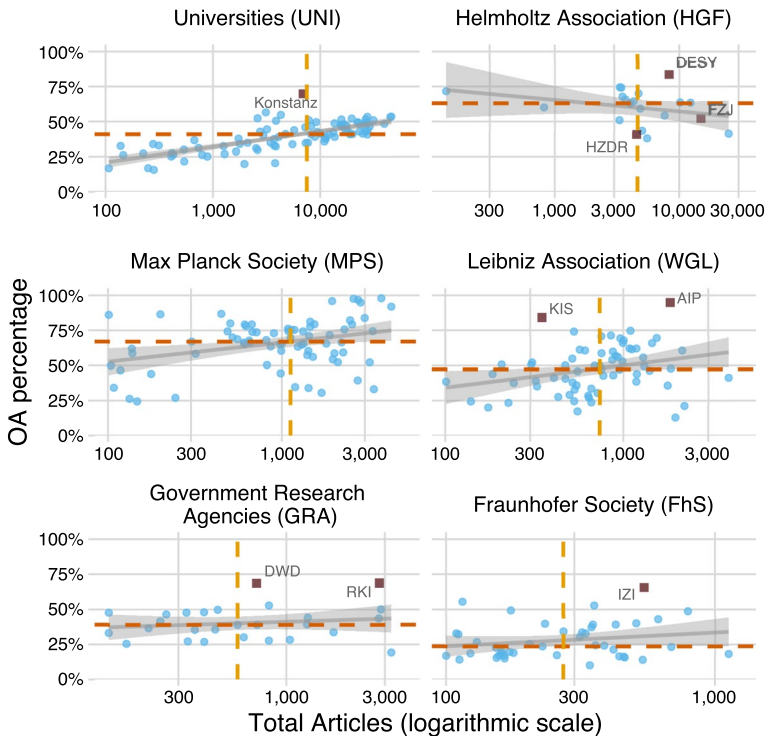 Universities (UNI)
Helmholtz Association (HGF)
100%
75%
50%
25%
0%
Konstanz
DESY
FZJ
HZDR
100
1,000
10,000
300
1,000
3,000
10,000
30,000
Max Planck Society (MPS)
Leibniz Association (WGL)
100%
75%
50%
25%
0%
KIS
AIP
100
300
1,000
3,000
100
300
1,000
3,000
OA percentage
Government Research
Agencies (GRA)
Fraunhofer Society (FhS)
100%
75%
50%
25%
0%
DWD
RKI
IZI
300
1,000
3,000
100
300
1,000
Total Articles (logarithmic scale)